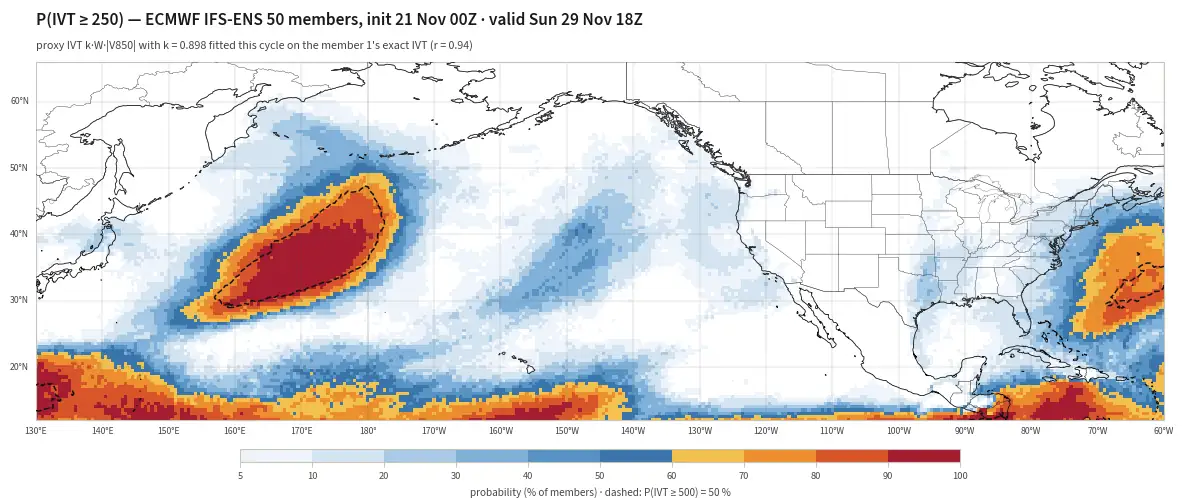 P(IVT ≥ 250) — ECMWF IFS-ENS 50 members, init 21 Nov 00Z · valid Sun 29 Nov 18Z
proxy IVT k·W·|V850| with k = 0.898 fitted this cycle on the member 1's exact IVT (r = 0.94)
60°N
50°N
40°N
30°N
20°N
130°E 140°E 150°E 160°E 170°E 180° 170°W 160°W 150°W 140°W 130°W 120°W 110°W 100°W 90°W 80°W 70°W 60°W
5 10 20 30 40 50 60 70 80 90 100
probability (% of members) · dashed: P(IVT ≥ 500) = 50 %